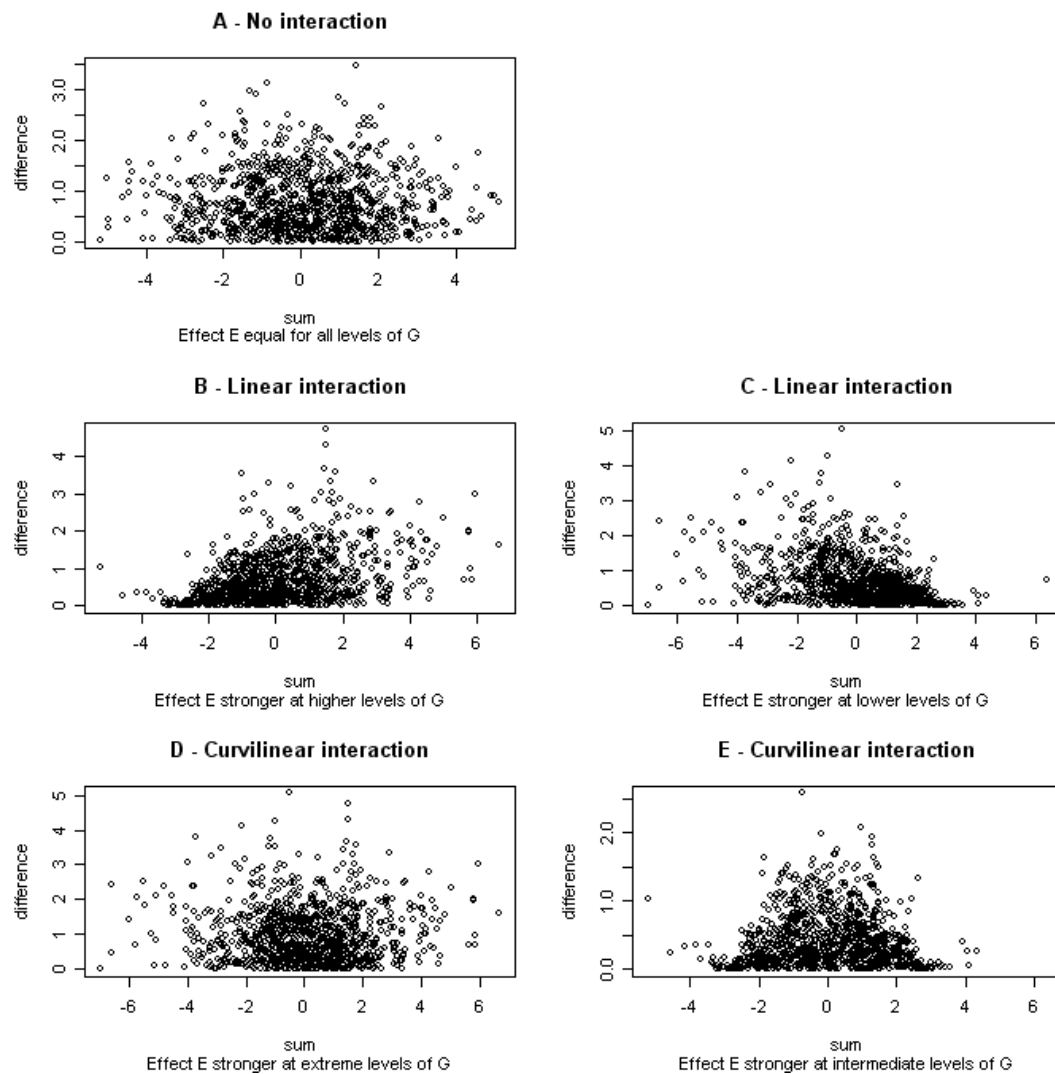 A - No interaction
difference
0.0 1.0 2.0 3.0
-4 -2 0 2 4
sum
Effect E equal for all levels of G
B - Linear interaction
difference
0 1 2 3 4
-4 -2 0 2 4 6
sum
Effect E stronger at higher levels of G
C - Linear interaction
difference
0 1 2 3 4 5
-6 -4 -2 0 2 4 6
sum
Effect E stronger at lower levels of G
D - Curvilinear interaction
difference
0 1 2 3 4 5
-6 -4 -2 0 2 4 6
sum
Effect E stronger at extreme levels of G
E - Curvilinear interaction
difference
0.0 1.0 2.0
-4 -2 0 2 4 6
sum
Effect E stronger at intermediate levels of G